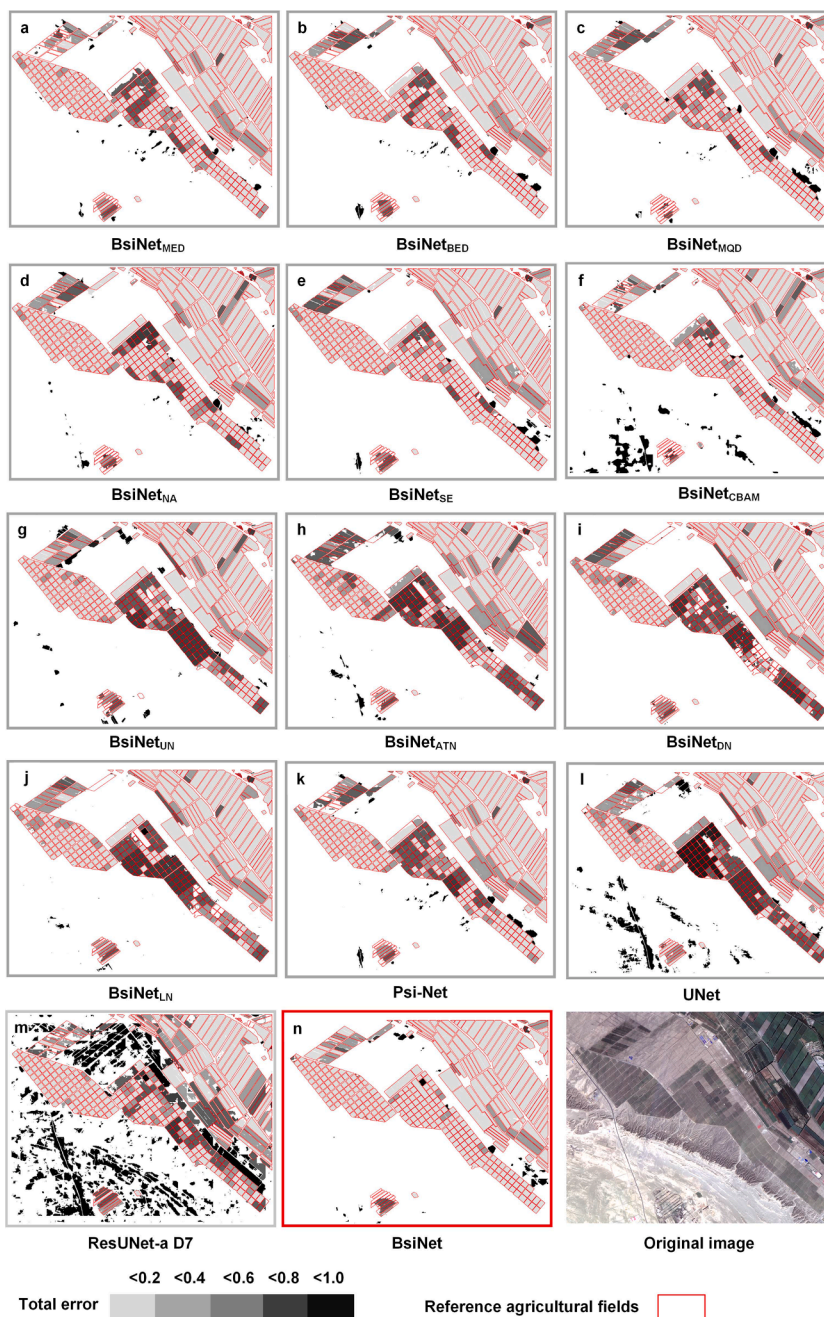 a b c
BsiNetMED BsiNetBED BsiNetMQD
d e f
BsiNetNA BsiNetSE BsiNetCBAM
g h i
BsiNetUN BsiNetATN BsiNetDN
j k l
BsiNetLN Psi-Net UNet
m n
ResUNet-a D7 BsiNet Original image
<0.2 <0.4 <0.6 <0.8 <1.0
Total error Reference agricultural fields